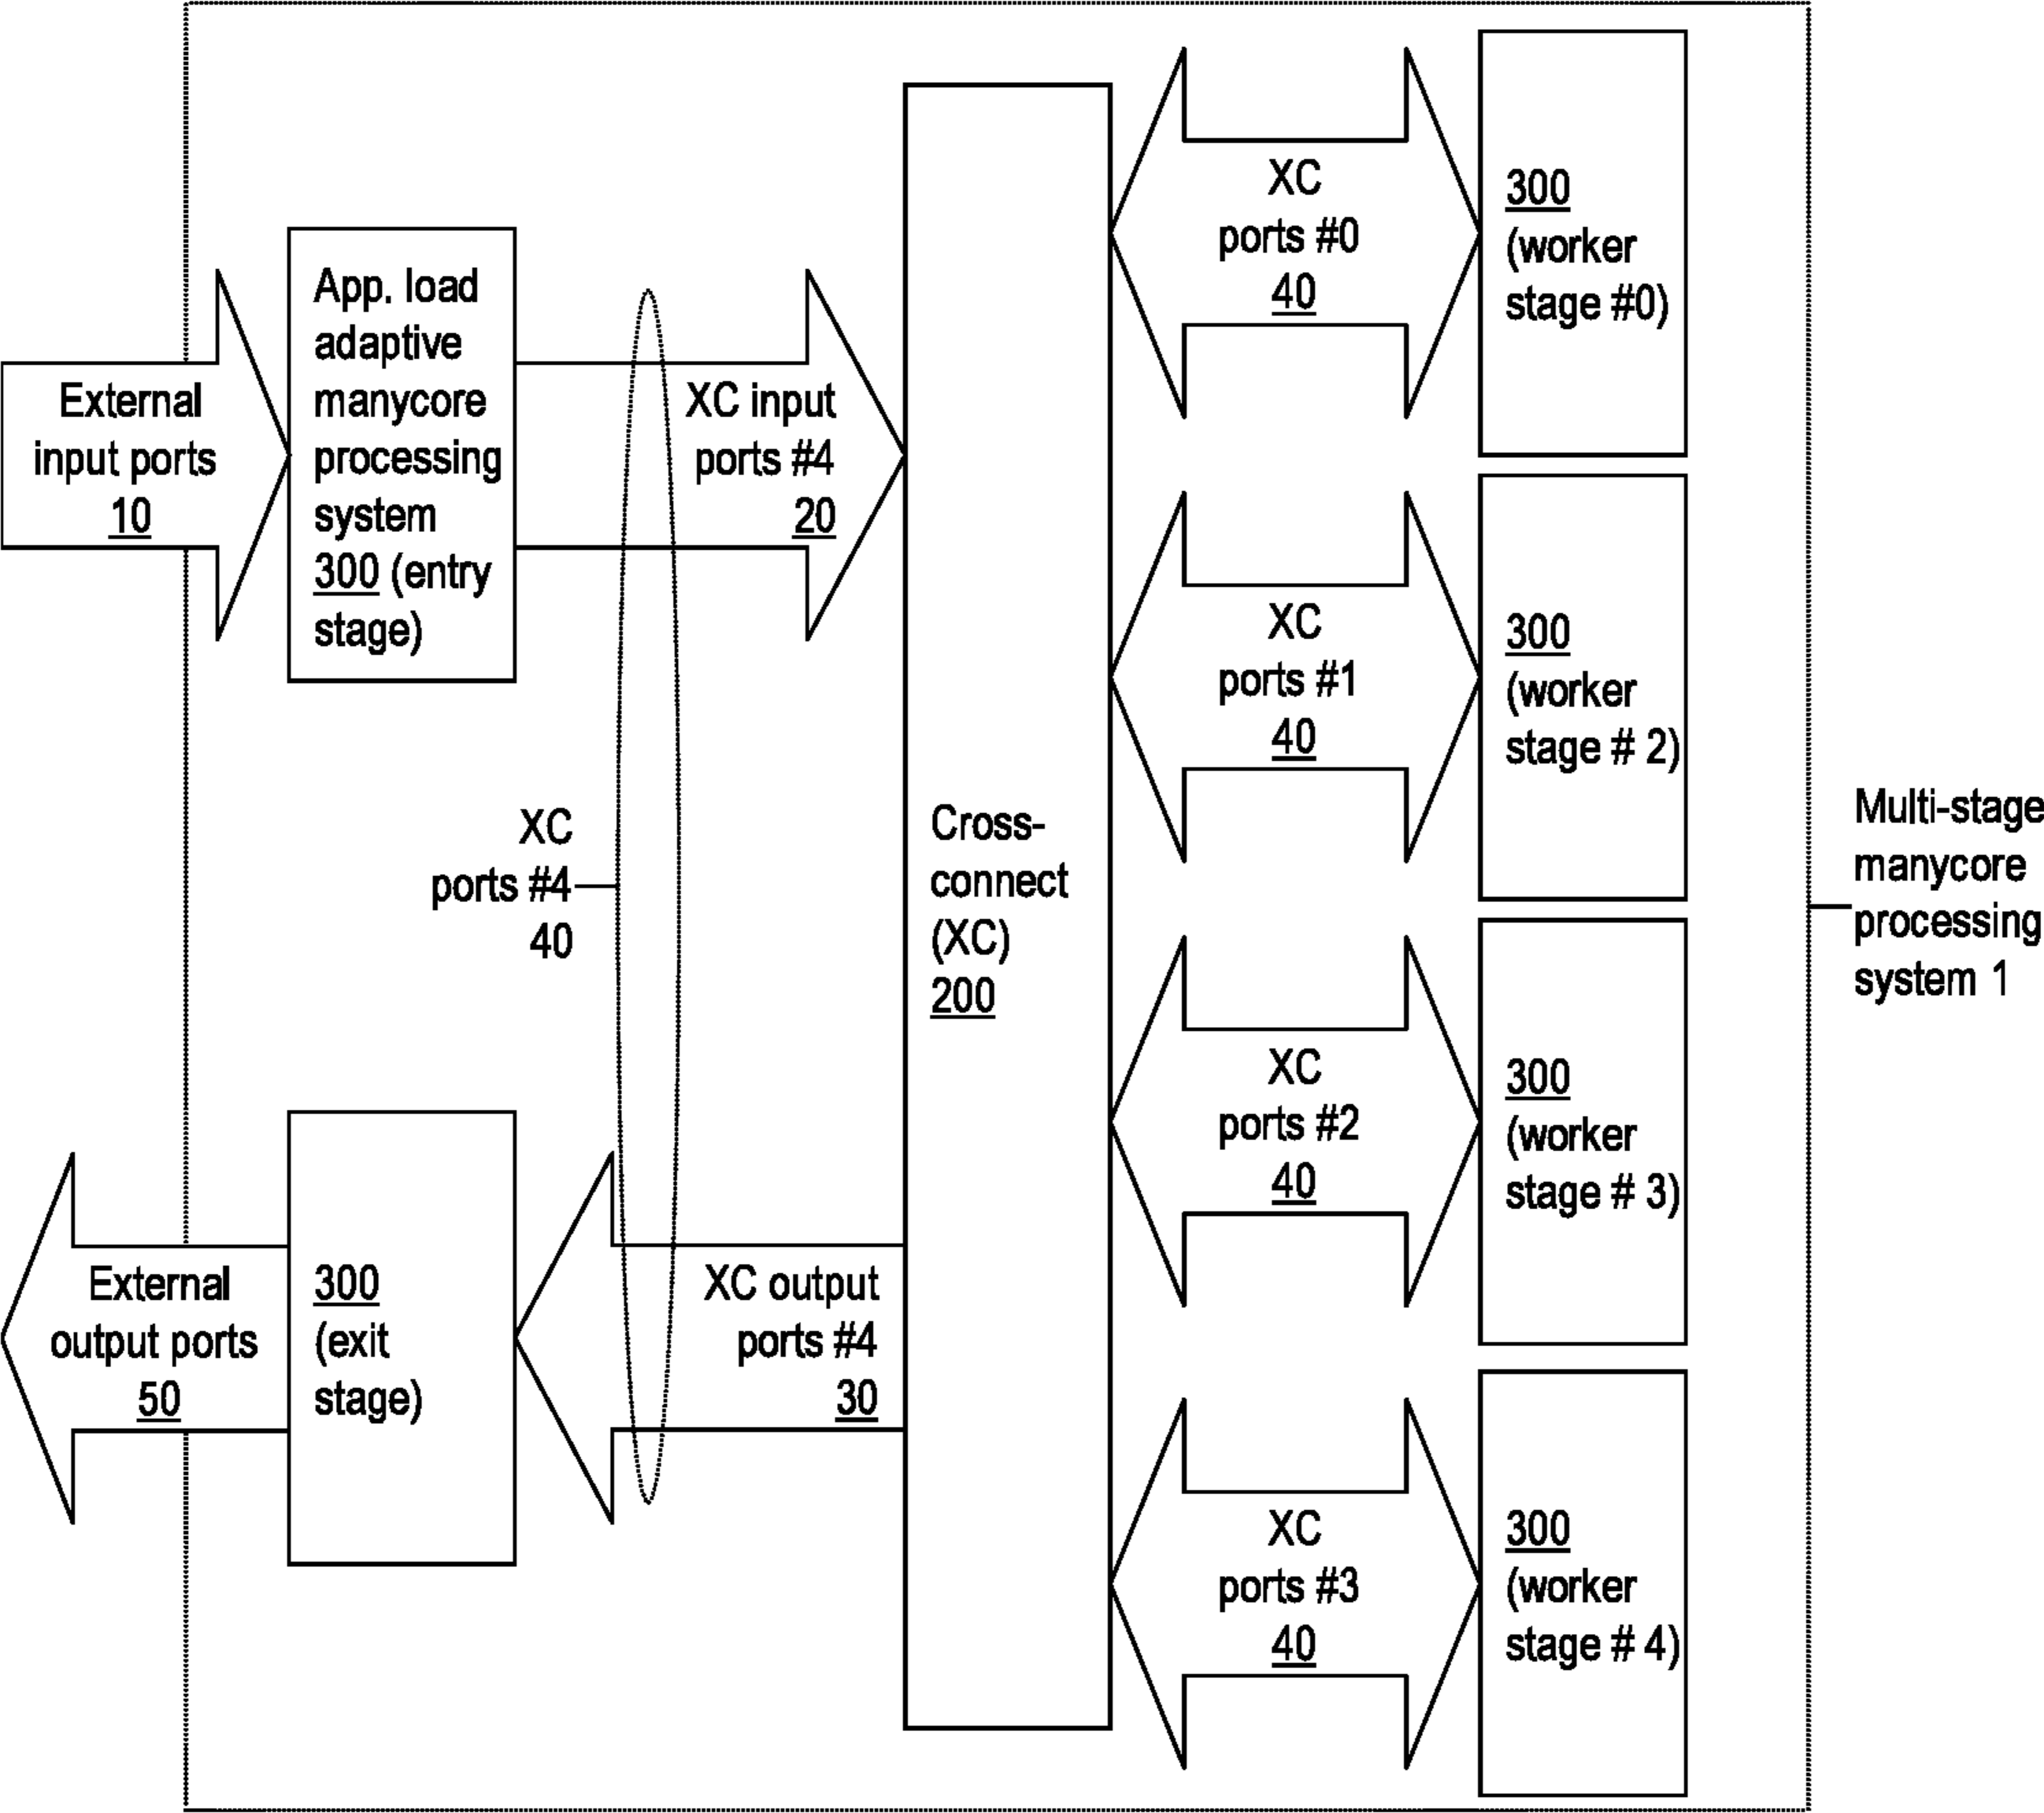 External
input ports
10
App. load
adaptive
manycore
processing
system
300 (entry
stage)
XC input
ports #4
20
XC
ports #4
40
External
output ports
50
300
(exit
stage)
XC output
ports #4
30
Cross-
connect
(XC)
200
XC
ports #0
40
300
(worker
stage #0)
XC
ports #1
40
300
(worker
stage # 2)
XC
ports #2
40
300
(worker
stage # 3)
XC
ports #3
40
300
(worker
stage # 4)
Multi-stage
manycore
processing
system 1